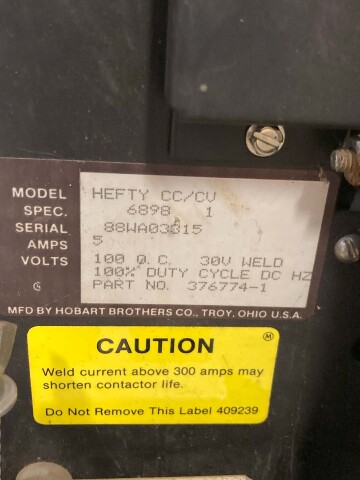 MODEL HEFTY CC/CV
SPEC. 6898 1
SERIAL 88WA03315
AMPS 5
VOLTS 100 O.C. 30V WELD
100% DUTY CYCLE DC HZ
PART NO. 376774-1
MFD BY HOBART BROTHERS CO., TROY, OHIO U.S.A.
CAUTION
M
Weld current above 300 amps may
shorten contactor life.
Do Not Remove This Label 409239